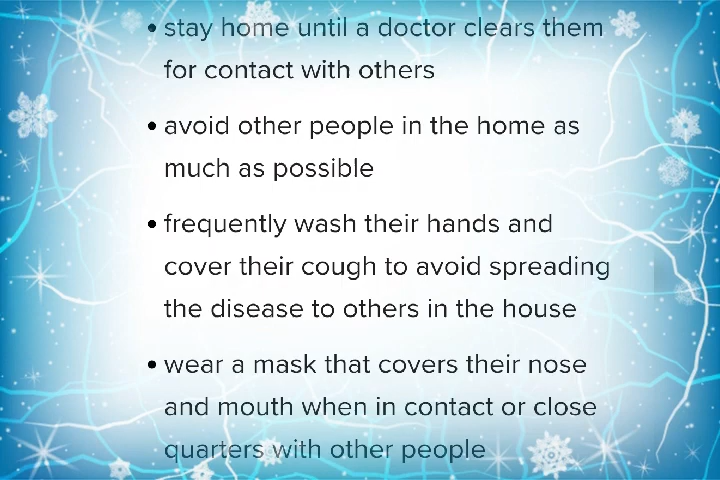 • stay home until a doctor clears them
for contact with others
• avoid other people in the home as
much as possible
• frequently wash their hands and
cover their cough to avoid spreading
the disease to others in the house
• wear a mask that covers their nose
and mouth when in contact or close
quarters with other people